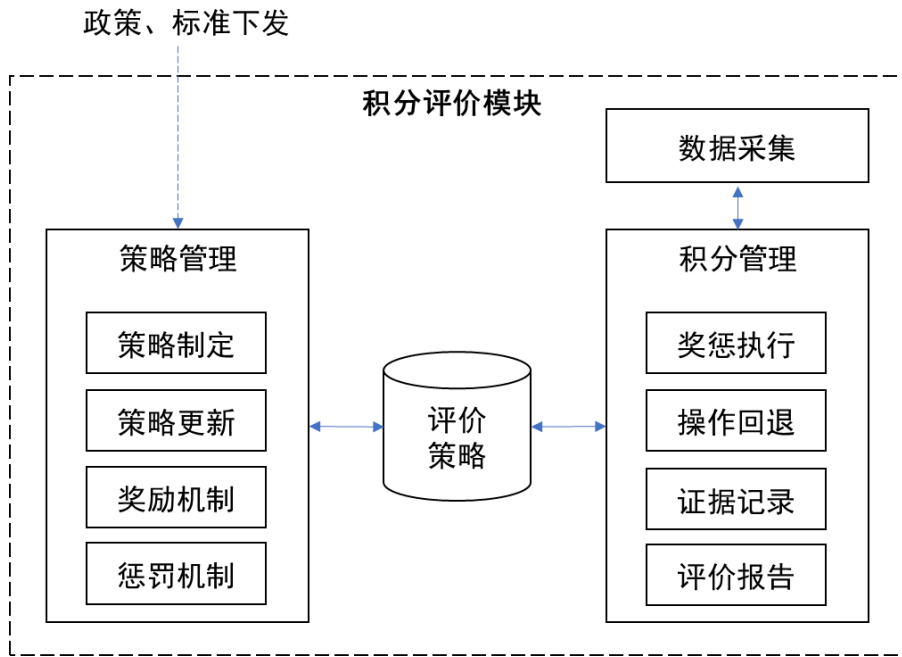 政策、标准下发
积分评价模块
数据采集
策略管理
策略制定
策略更新
奖励机制
惩罚机制
评价
策略
积分管理
奖惩执行
操作回退
证据记录
评价报告